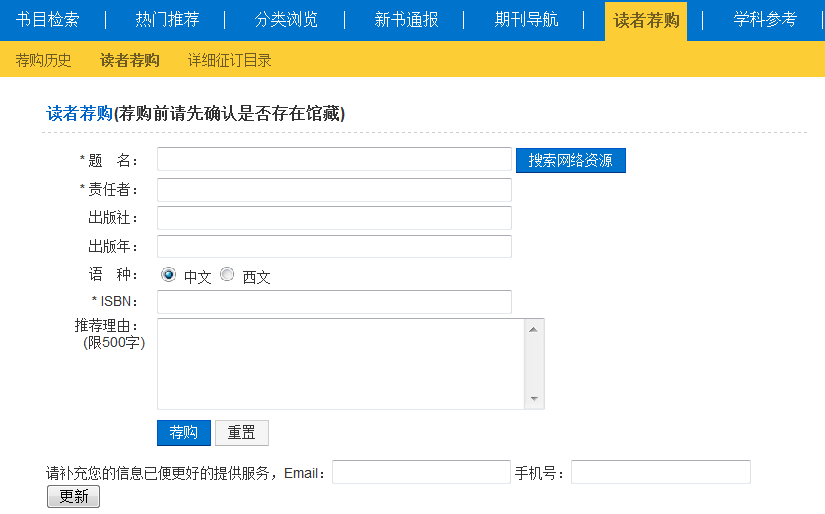 书目检索 热门推荐 分类浏览 新书通报 期刊导航 读者荐购 学科参考
荐购历史 读者荐购 详细征订目录
读者荐购(荐购前请先确认是否存在馆藏)
* 题 名： 搜索网络资源
* 责任者：
出版社：
出版年：
语 种： 中文 西文
* ISBN：
推荐理由：
(限500字)
荐购 重置
请补充您的信息已便更好的提供服务，Email： 手机号：
更新